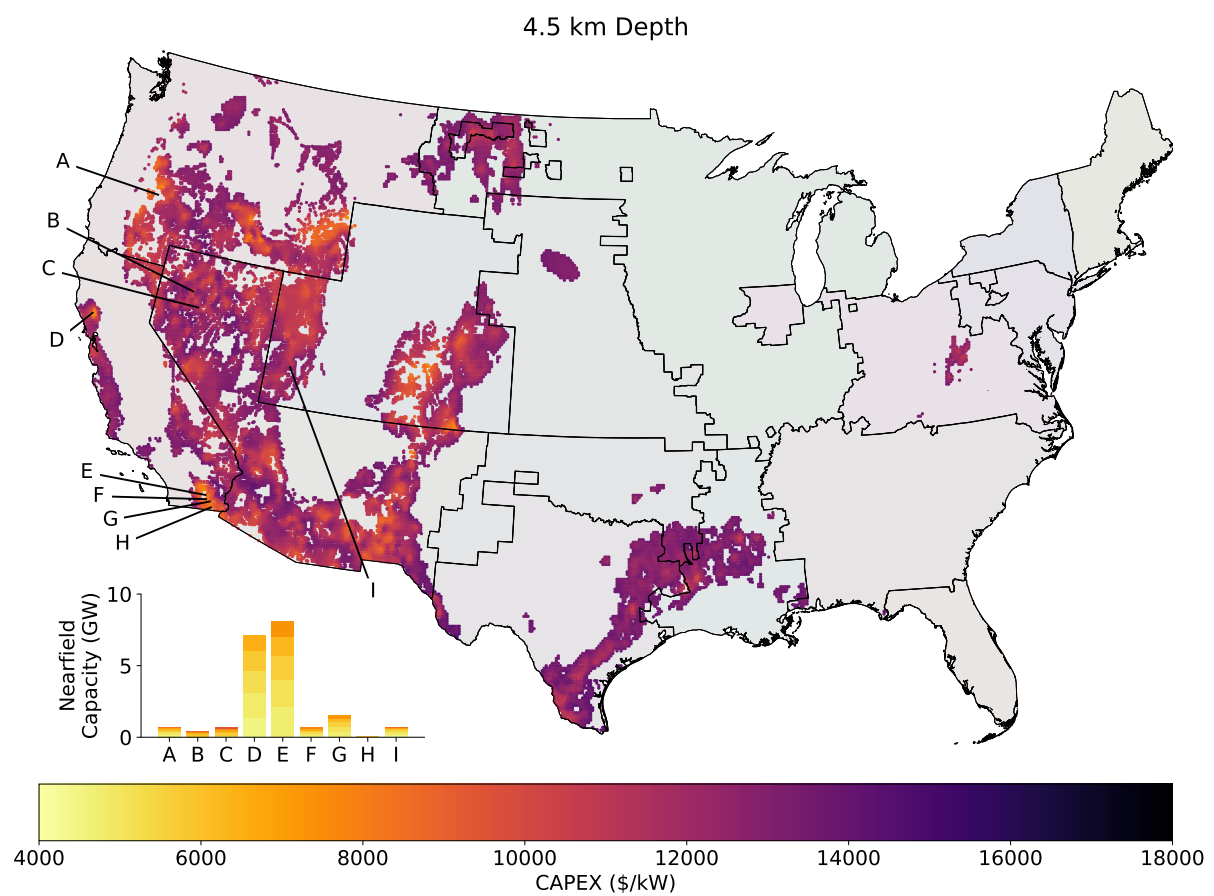 4.5 km Depth
A
B
C
D
E
F
G
H
I
Nearfield
Capacity (GW)
10
5
0
A B C D E F G H I
4000 6000 8000 10000 12000 14000 16000 18000
CAPEX ($/kW)